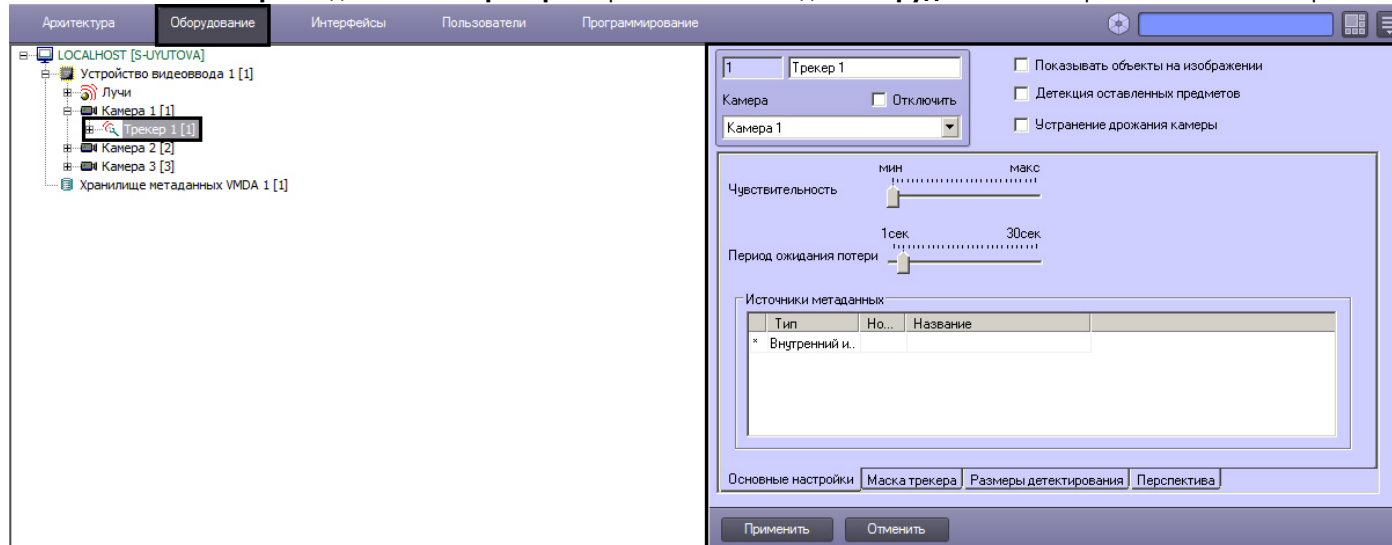 Архитектура Оборудование Интерфейсы Пользователи Программирование
LOCALHOST [S-UYUTOVA]
Устройство видеоввода 1 [1]
Лучи
Камера 1 [1]
Трекер 1 [1]
Камера 2 [2]
Камера 3 [3]
Хранилище метаданных VMDA 1 [1]
1 Трекер 1
Камера Отключить
Камера 1
Показывать объекты на изображении
Детекция оставленных предметов
Устранение дрожания камеры
мин макс
Чувствительность
1сек 30сек
Период ожидания потери
Источники метаданных
Тип Но... Название
* Внутренний и..
Основные настройки Маска трекера Размеры детектирования Перспектива
Применить Отменить